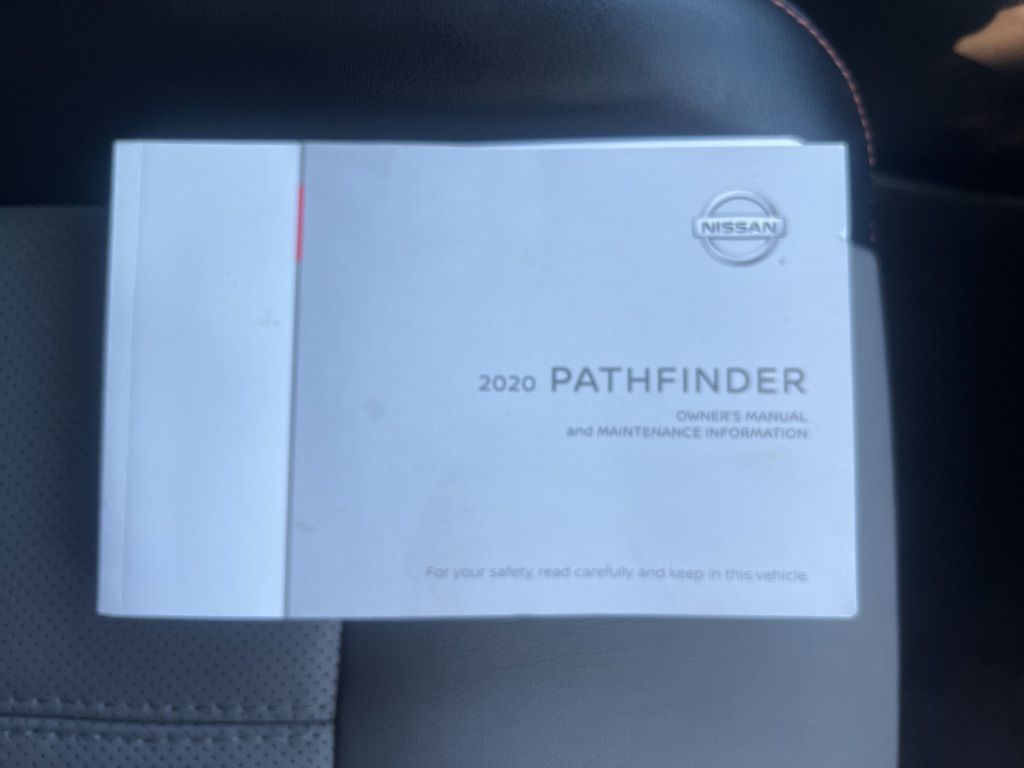 NISSAN
2020 PATHFINDER
OWNER'S MANUAL
and MAINTENANCE INFORMATION
For your safety, read carefully and keep in this vehicle.